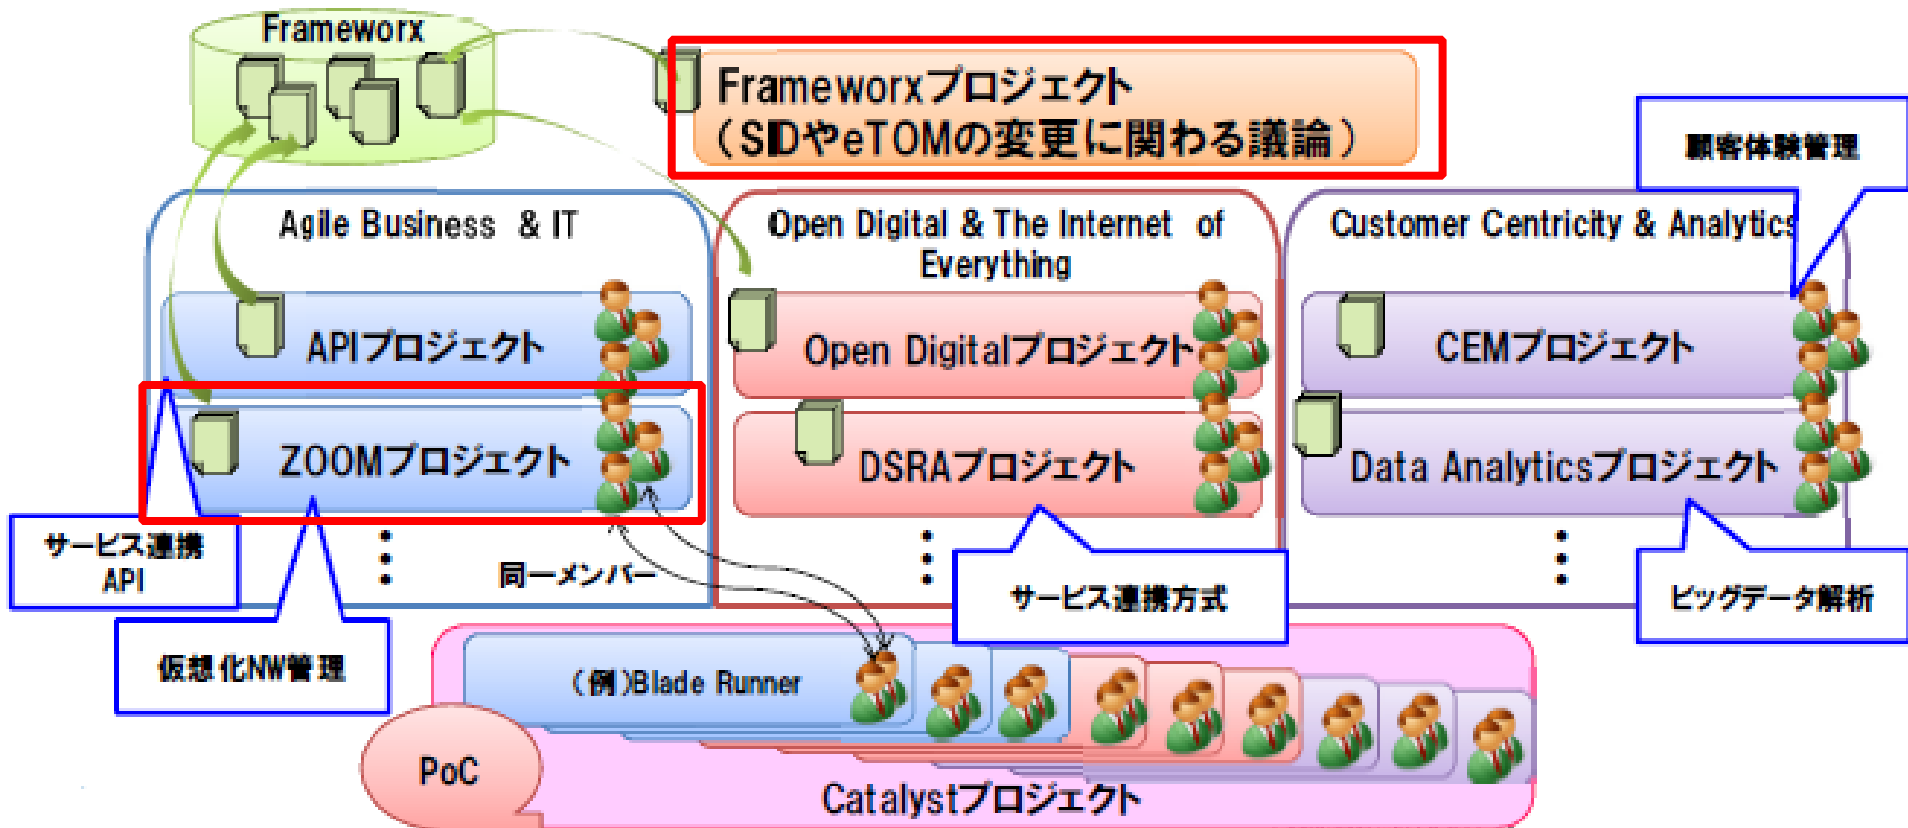 Frameworx
Frameworxプロジェクト
（SIDやeTOMの変更に関わる議論）
顧客体験管理
Agile Business & IT
Open Digital & The Internet of
Everything
Customer Centricity & Analytics
APIプロジェクト
Open Digitalプロジェクト
CEMプロジェクト
ZOOMプロジェクト
DSRAプロジェクト
Data Analyticsプロジェクト
サービス連携
API
同一メンバー
サービス連携方式
ビッグデータ解析
仮想化NW管理
（例）Blade Runner
PoC
Catalystプロジェクト